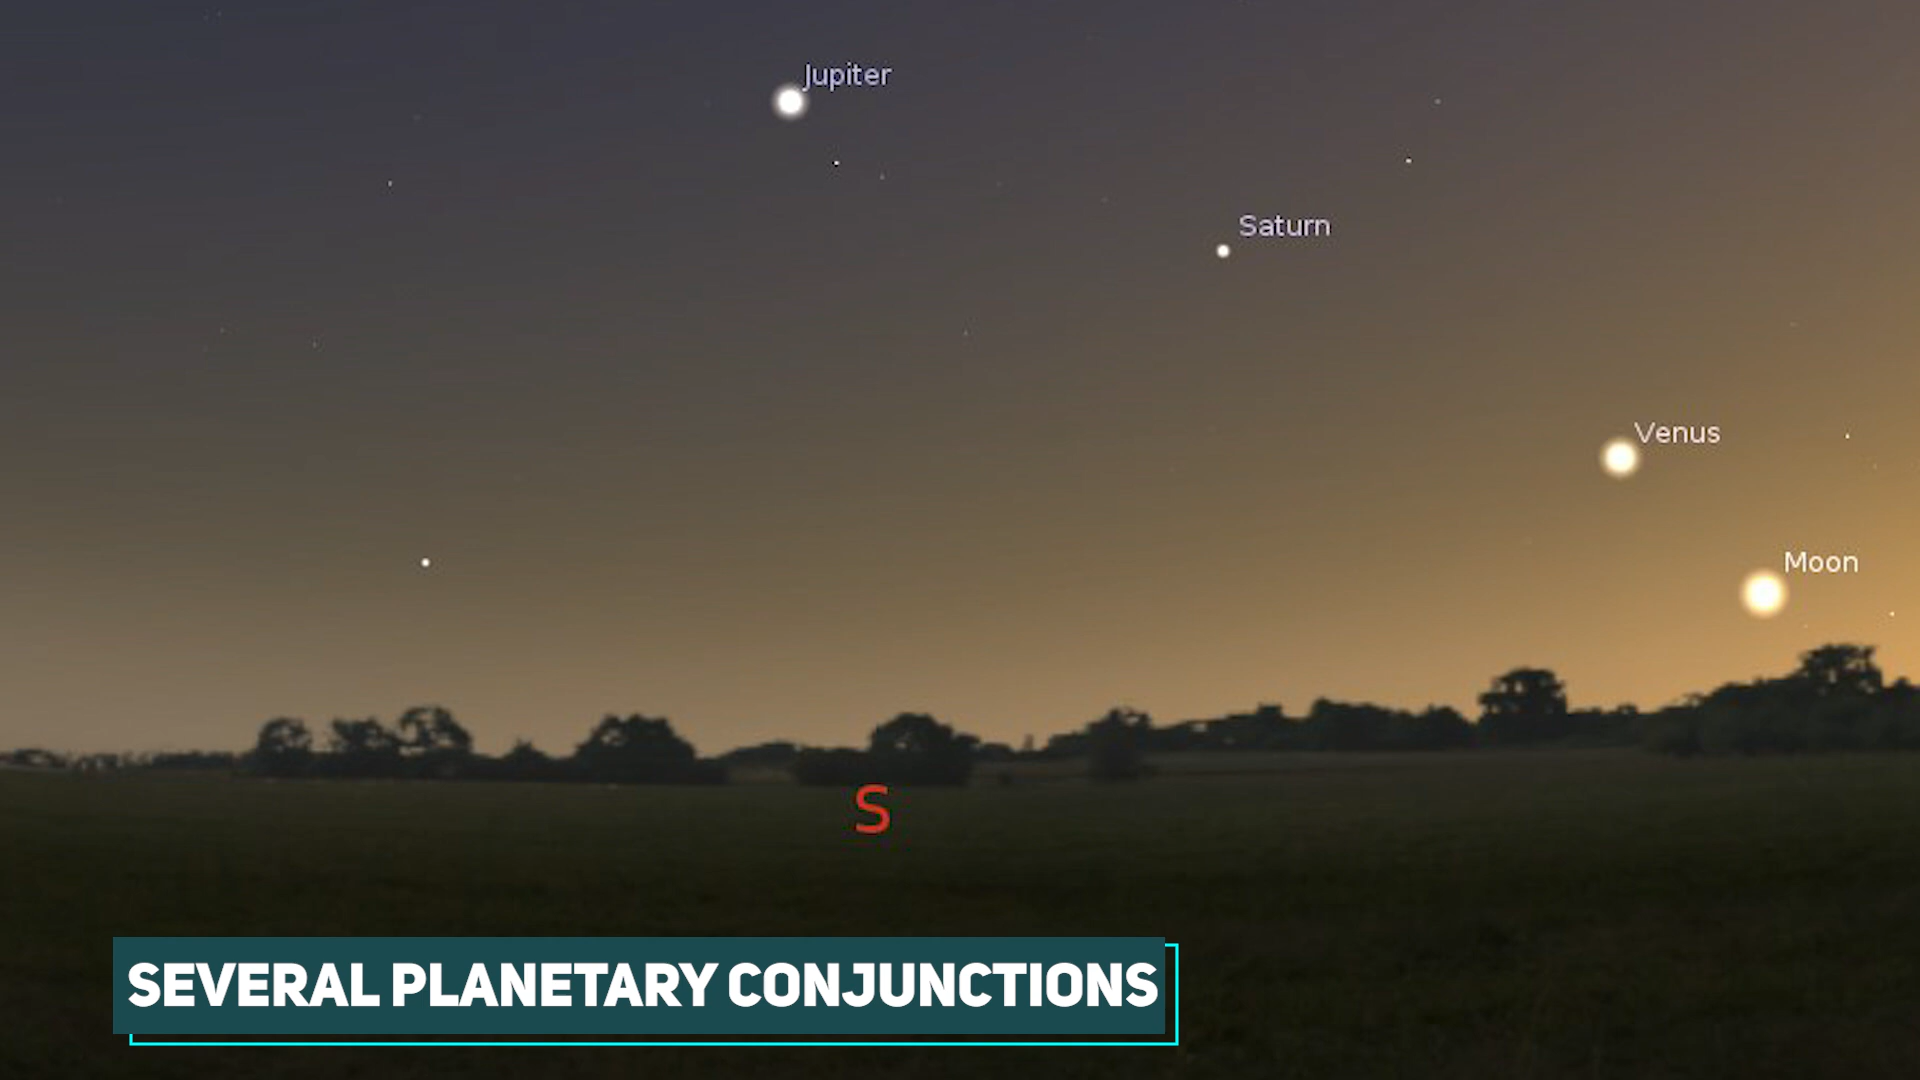 Jupiter
Saturn
Venus
Moon
S
SEVERAL PLANETARY CONJUNCTIONS